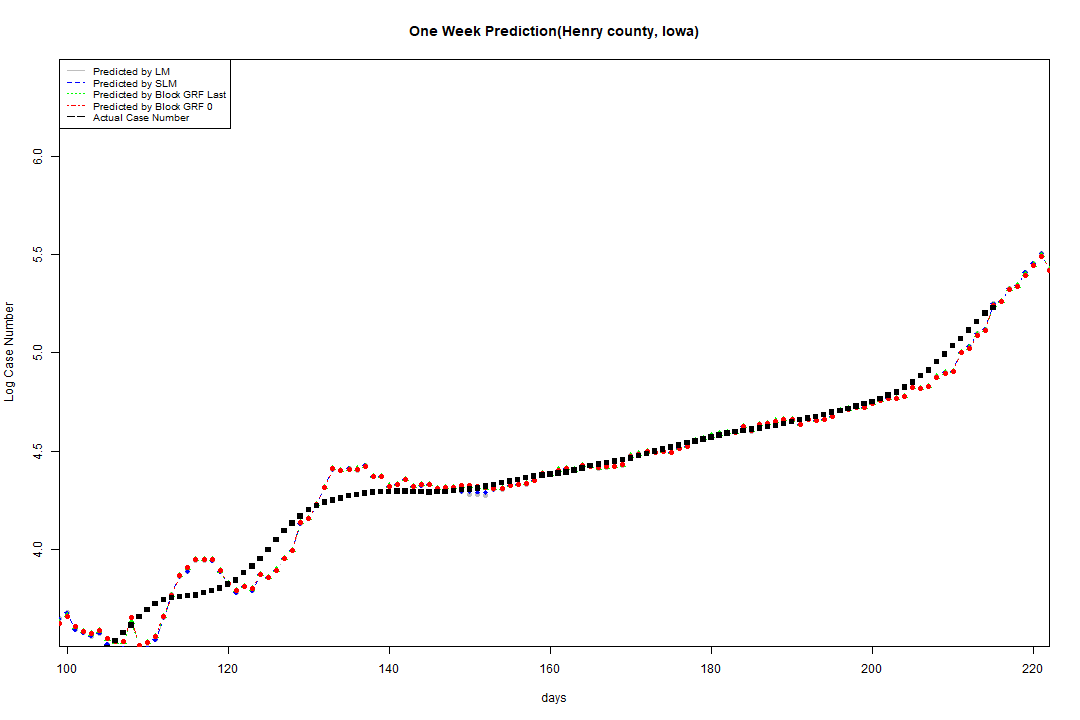 One Week Prediction(Henry county, Iowa)
Predicted by LM
Predicted by SLM
Predicted by Block GRF Last
Predicted by Block GRF 0
Actual Case Number
6.0
5.5
5.0
4.5
4.0
Log Case Number
100 120 140 160 180 200 220
days